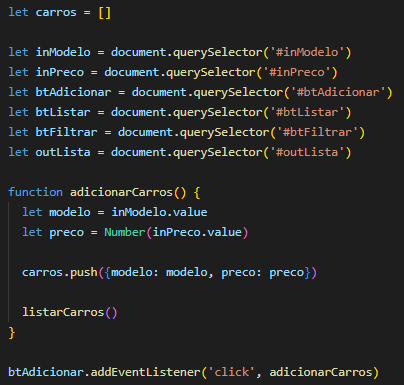 let carros = []
let inModelo = document.querySelector('#inModelo')
let inPreco = document.querySelector('#inPreco')
let btAdicionar = document.querySelector('#btAdicionar')
let btListar = document.querySelector('#btListar')
let btFiltrar = document.querySelector('#btFiltrar')
let outLista = document.querySelector('#outLista')
function adicionarCarros() {
let modelo = inModelo.value
let preco = Number(inPreco.value)
carros.push({modelo: modelo, preco: preco})
listarCarros()
}
btAdicionar.addEventListener('click', adicionarCarros)